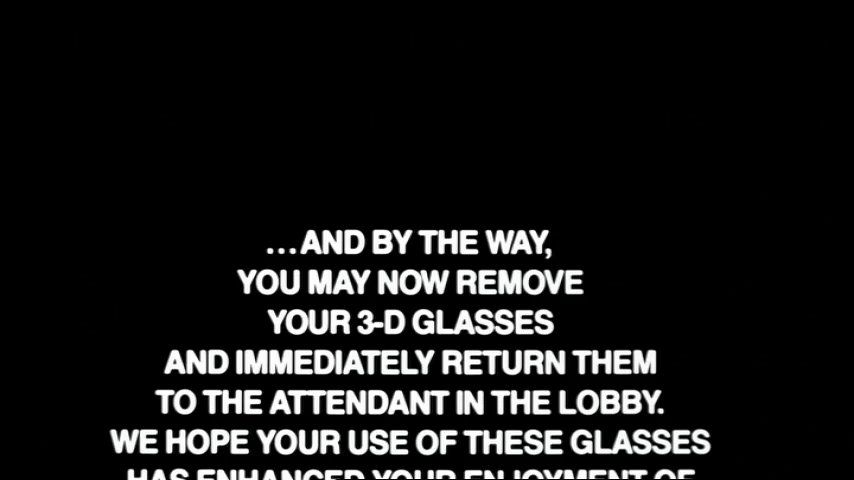 ...AND BY THE WAY,
YOU MAY NOW REMOVE
YOUR 3-D GLASSES
AND IMMEDIATELY RETURN THEM
TO THE ATTENDANT IN THE LOBBY.
WE HOPE YOUR USE OF THESE GLASSES
HAS ENHANCED YOUR ENJOYMENT OF